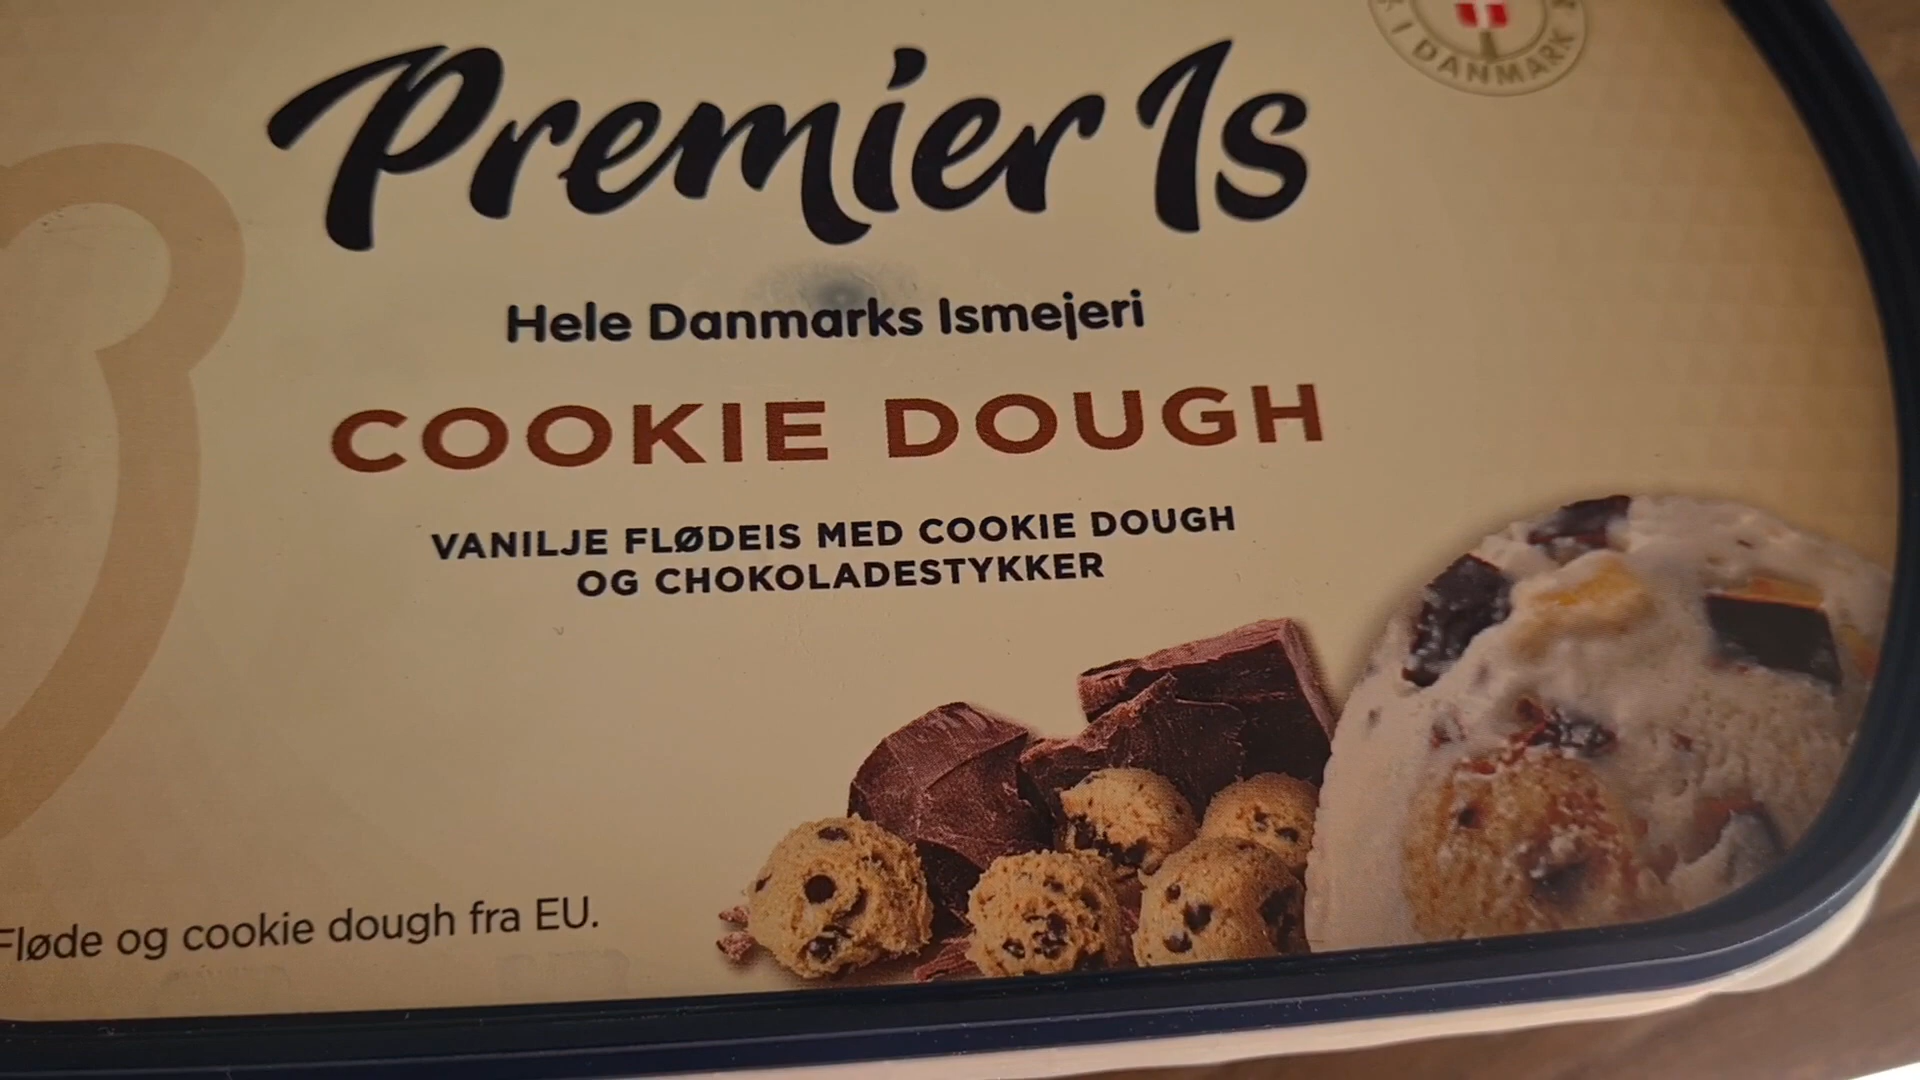 Premier Is
I DANMARK
Hele Danmarks Ismejeri
COOKIE DOUGH
VANILJE FLØDEIS MED COOKIE DOUGH
OG CHOKOLADESTYKKER
Fløde og cookie dough fra EU.